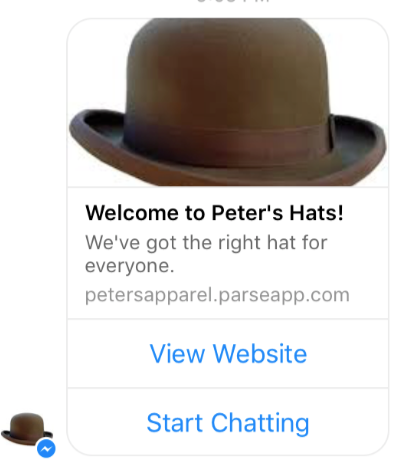 Welcome to Peter's Hats!
We've got the right hat for
everyone.
petersapparel.parseapp.com
View Website
Start Chatting